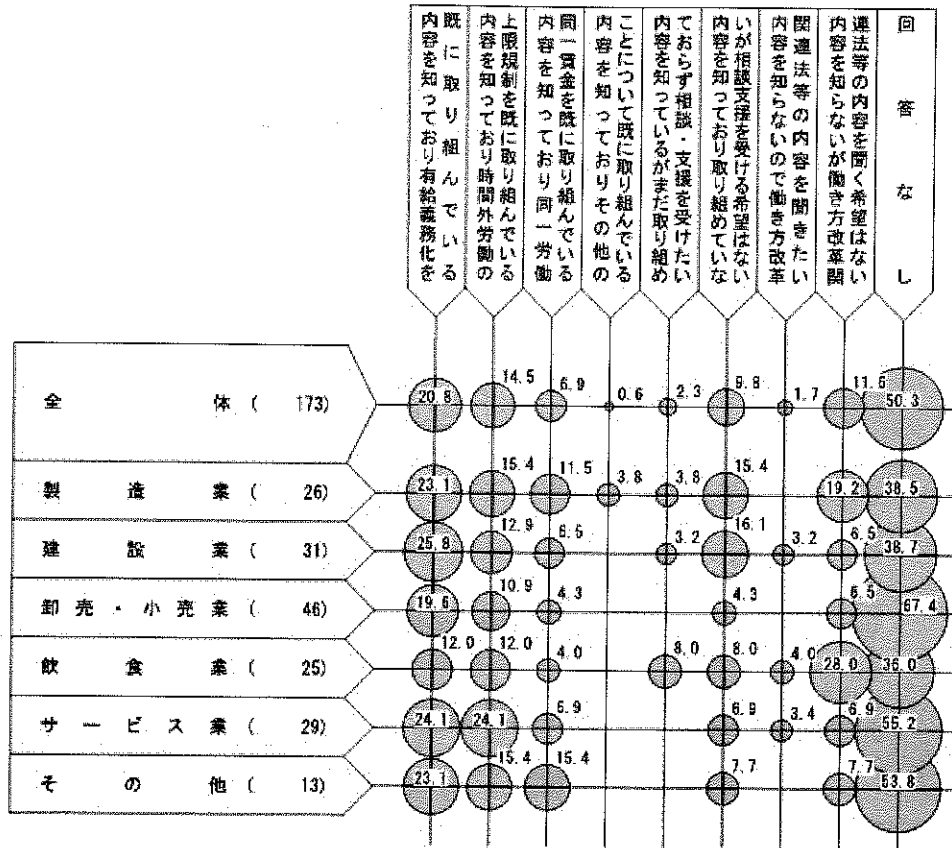 既に取り組んでいる
内容を知っており有給義務化を
上限規制を既に取り組んでいる
内容を知っており時間外労働の
同一賃金を既に取り組んでいる
内容を知っており同一労働
ことについて既に取り組んでいる
内容を知っておりその他の
ておらず相談・支援を受けたい
内容を知っているがまだ取り組め
いが相談支援を受ける希望はない
内容を知っており取り組めていな
関連法等の内容を聞きたい
内容を知らないので働き方改革
連法等の内容を聞く希望はない
内容を知らないが働き方改革関
回答なし
全体( 173)
20.8 14.5 6.9 0.6 2.3 9.8 1.7 11.6 50.3
製造業( 26)
23.1 15.4 11.5 3.8 3.8 15.4 19.2 38.5
建設業( 31)
25.8 12.9 6.5 3.2 16.1 3.2 6.5 38.7
卸売・小売業( 46)
19.6 10.9 4.3 4.3 6.5 67.4
飲食業( 25)
12.0 12.0 4.0 8.0 8.0 4.0 28.0 36.0
サービス業( 29)
24.1 24.1 6.9 6.9 3.4 6.9 55.2
その他( 13)
23.1 15.4 15.4 7.7 7.7 53.8